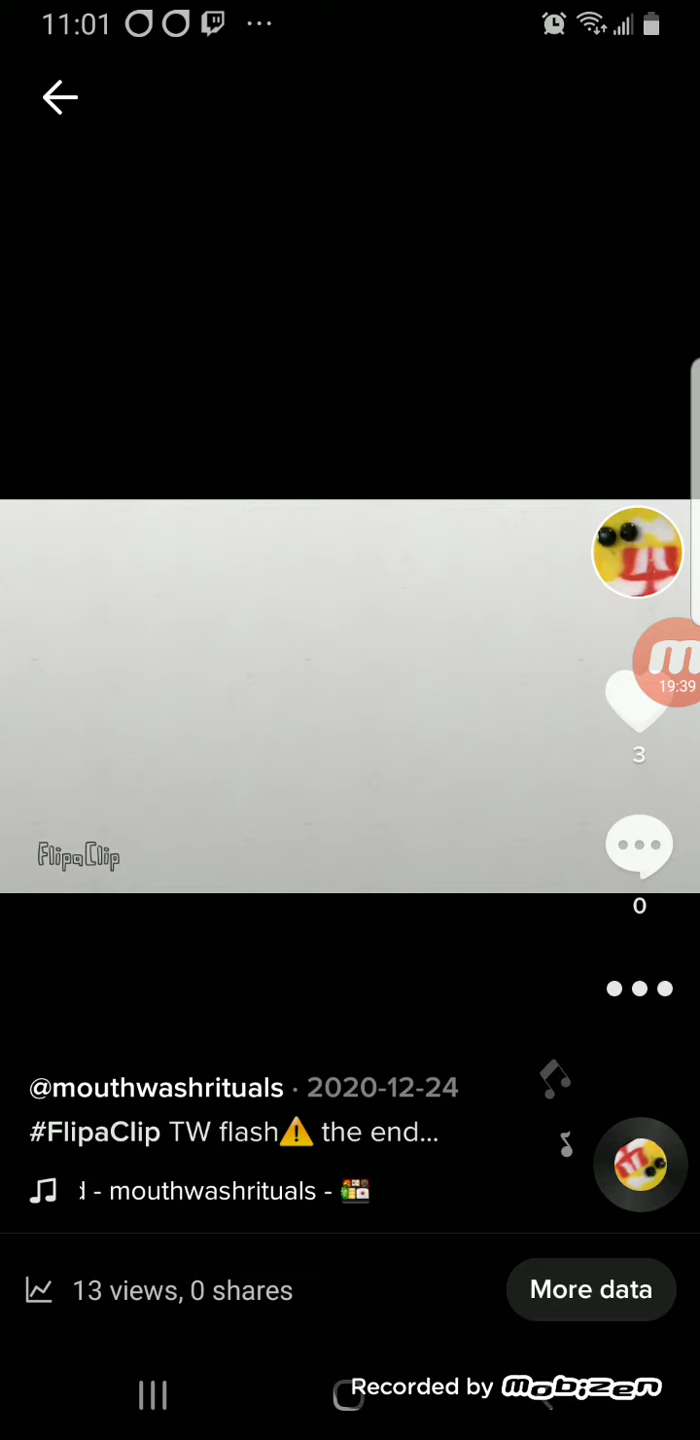 11:01
19:39
3
FlipaClip
0
@mouthwashrituals · 2020-12-24
#FlipaClip TW flash⚠️ the end...
d - mouthwashrituals - 🍱
13 views, 0 shares
More data
Recorded by mobizen